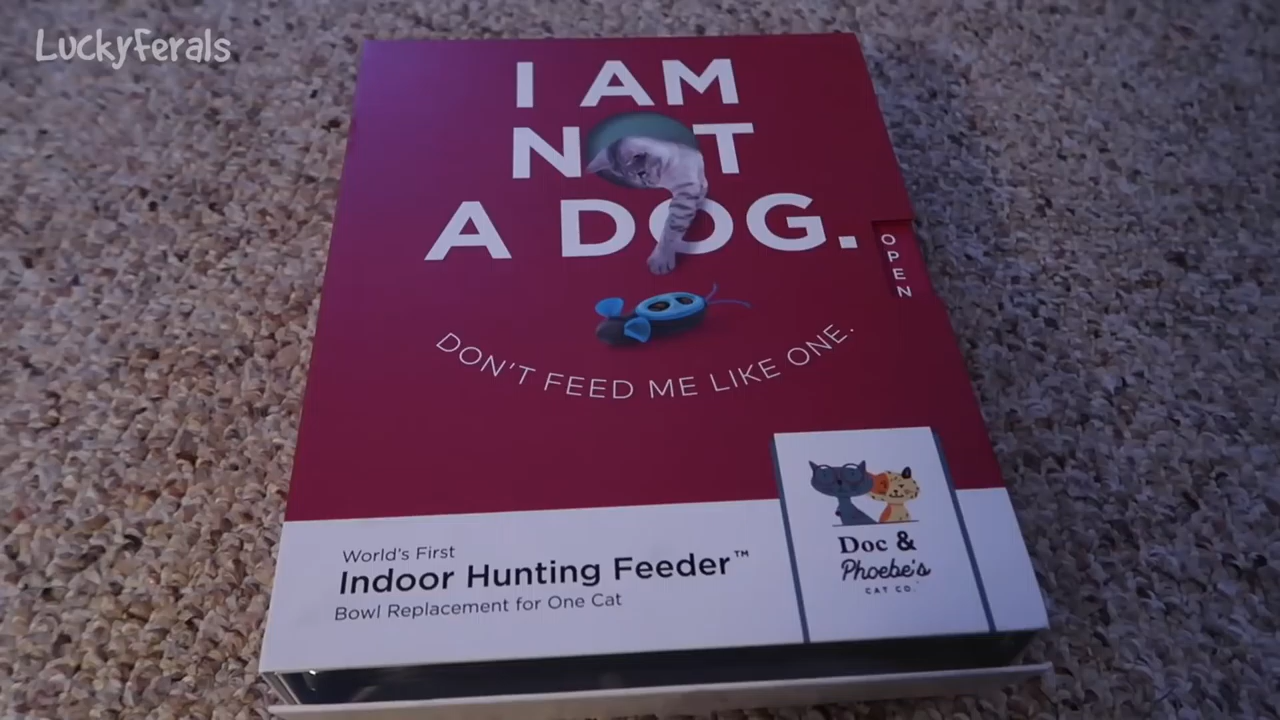 LuckyFerals
I AM
NOT
A DOG.
OPEN
DON'T FEED ME LIKE ONE.
World's First
Indoor Hunting Feeder™
Bowl Replacement for One Cat
Doc &
Phoebe's
CAT CO.